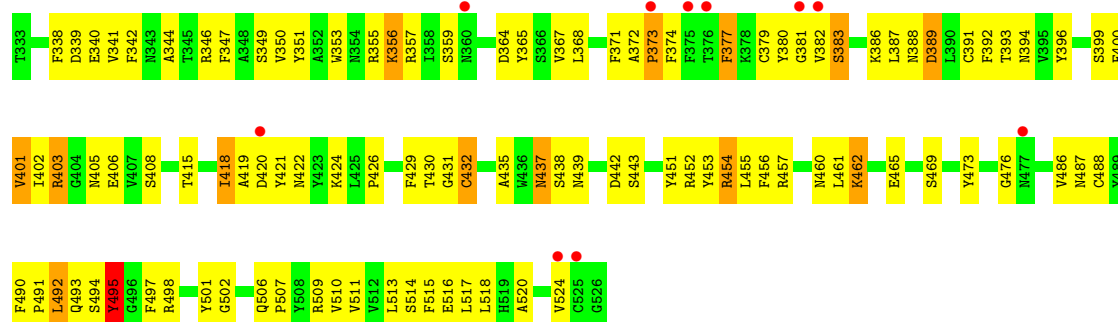 T333 F338 D339 E340 V341 F342 N343 A344 T345 R346 F347 A348 S349 V350 Y351 A352 W353 N354 R355 K356 R357 I358 S359 N360 D364 Y365 S366 V367 L368 F371 A372 P373 F374 F375 T376 F377 K378 C379 Y380 G381 V382 S383 K386 L387 N388 D389 L390 C391 F392 T393 N394 V395 Y396 S399
V401 I402 R403 G404 N405 E406 V407 S408 T415 I418 A419 D420 Y421 N422 Y423 K424 L425 P426 F429 T430 G431 C432 A435 W436 N437 S438 N439 D442 S443 Y451 R452 Y453 R454 L455 F456 R457 N460 L461 K462 E465 S469 Y473 G476 N477 V486 N487 C488
F490 P491 L492 Q493 S494 Y495 G496 F497 R498 Y501 G502 Q506 P507 Y508 R509 V510 V511 V512 L513 S514 F515 E516 L517 L518 H519 A520 V524 C525 G526